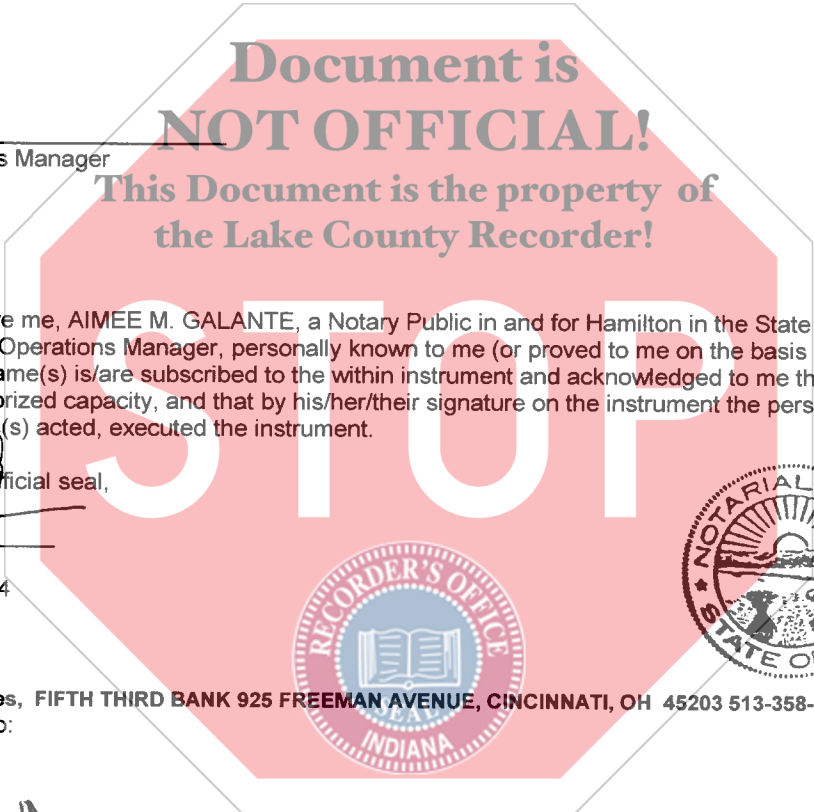 Document is
NOT OFFICIAL!
s Manager
This Document is the property of
the Lake County Recorder!
STOP
e me, AIMEE M. GALANTE, a Notary Public in and for Hamilton in the State
Operations Manager, personally known to me (or proved to me on the basis
ame(s) is/are subscribed to the within instrument and acknowledged to me th
rized capacity, and that by his/her/their signature on the instrument the pers
(s) acted, executed the instrument.
ficial seal,
NOTARIAL
STATE OF
4
RECORDER'S OFFICE
SEAL
INDIANA
es, FIFTH THIRD BANK 925 FREEMAN AVENUE, CINCINNATI, OH 45203 513-358-
o: